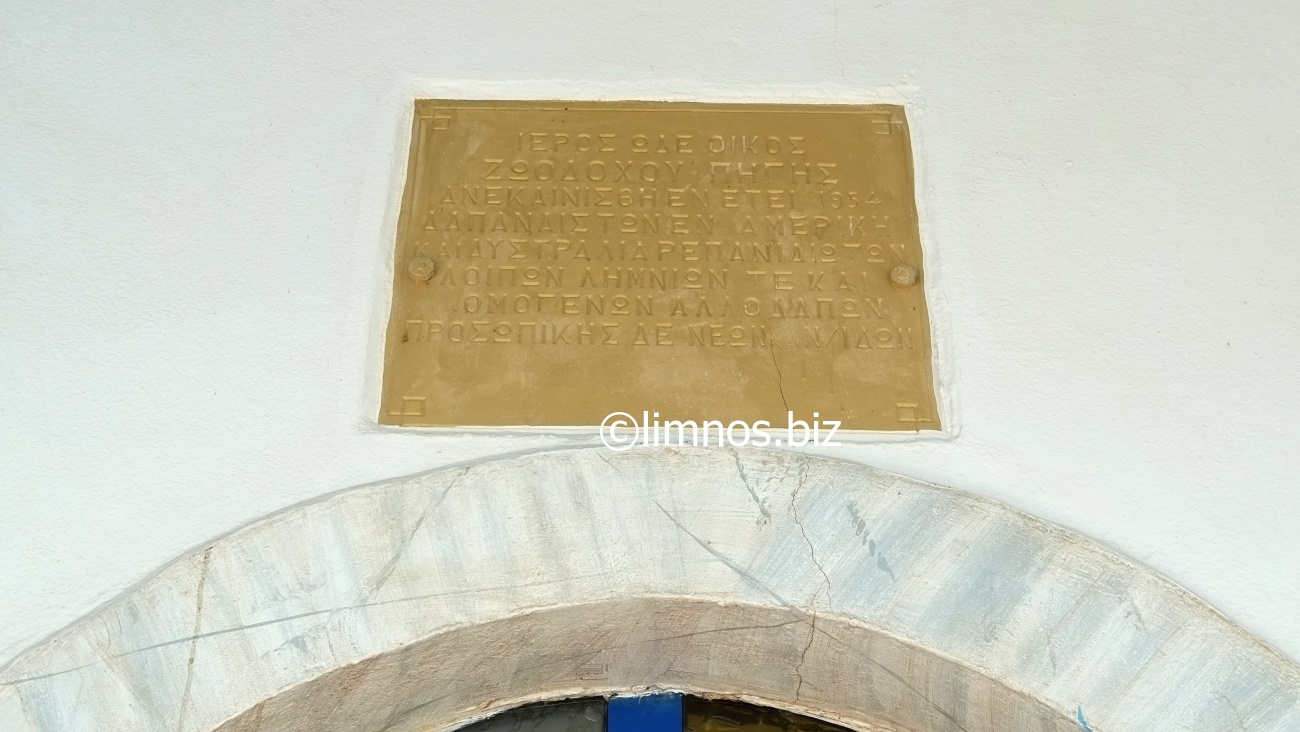 ΙΕΡΟΣ ΩΔΕ ΟΙΚΟΣ
ΖΩΟΔΟΧΟΥ ΠΗΓΗΣ
ΑΝΕΚΑΙΝΙΣΘΗ ΕΝ ΕΤΕΙ 1954
ΔΑΠΑΝΑΙΣ ΤΩΝ ΕΝ ΑΜΕΡΙΚΗ
ΚΑΙ ΑΥΣΤΡΑΛΙΑ ΡΕΠΑΝΙΔΙΩΤΩΝ
ΛΟΙΠΩΝ ΛΗΜΝΙΩΝ ΤΕ ΚΑΙ
ΟΜΟΓΕΝΩΝ ΑΛΛΟΔΑΠΩΝ
ΠΡΟΣΩΠΙΚΗΣ ΔΕ ΝΕΩΝ
©limnos.biz